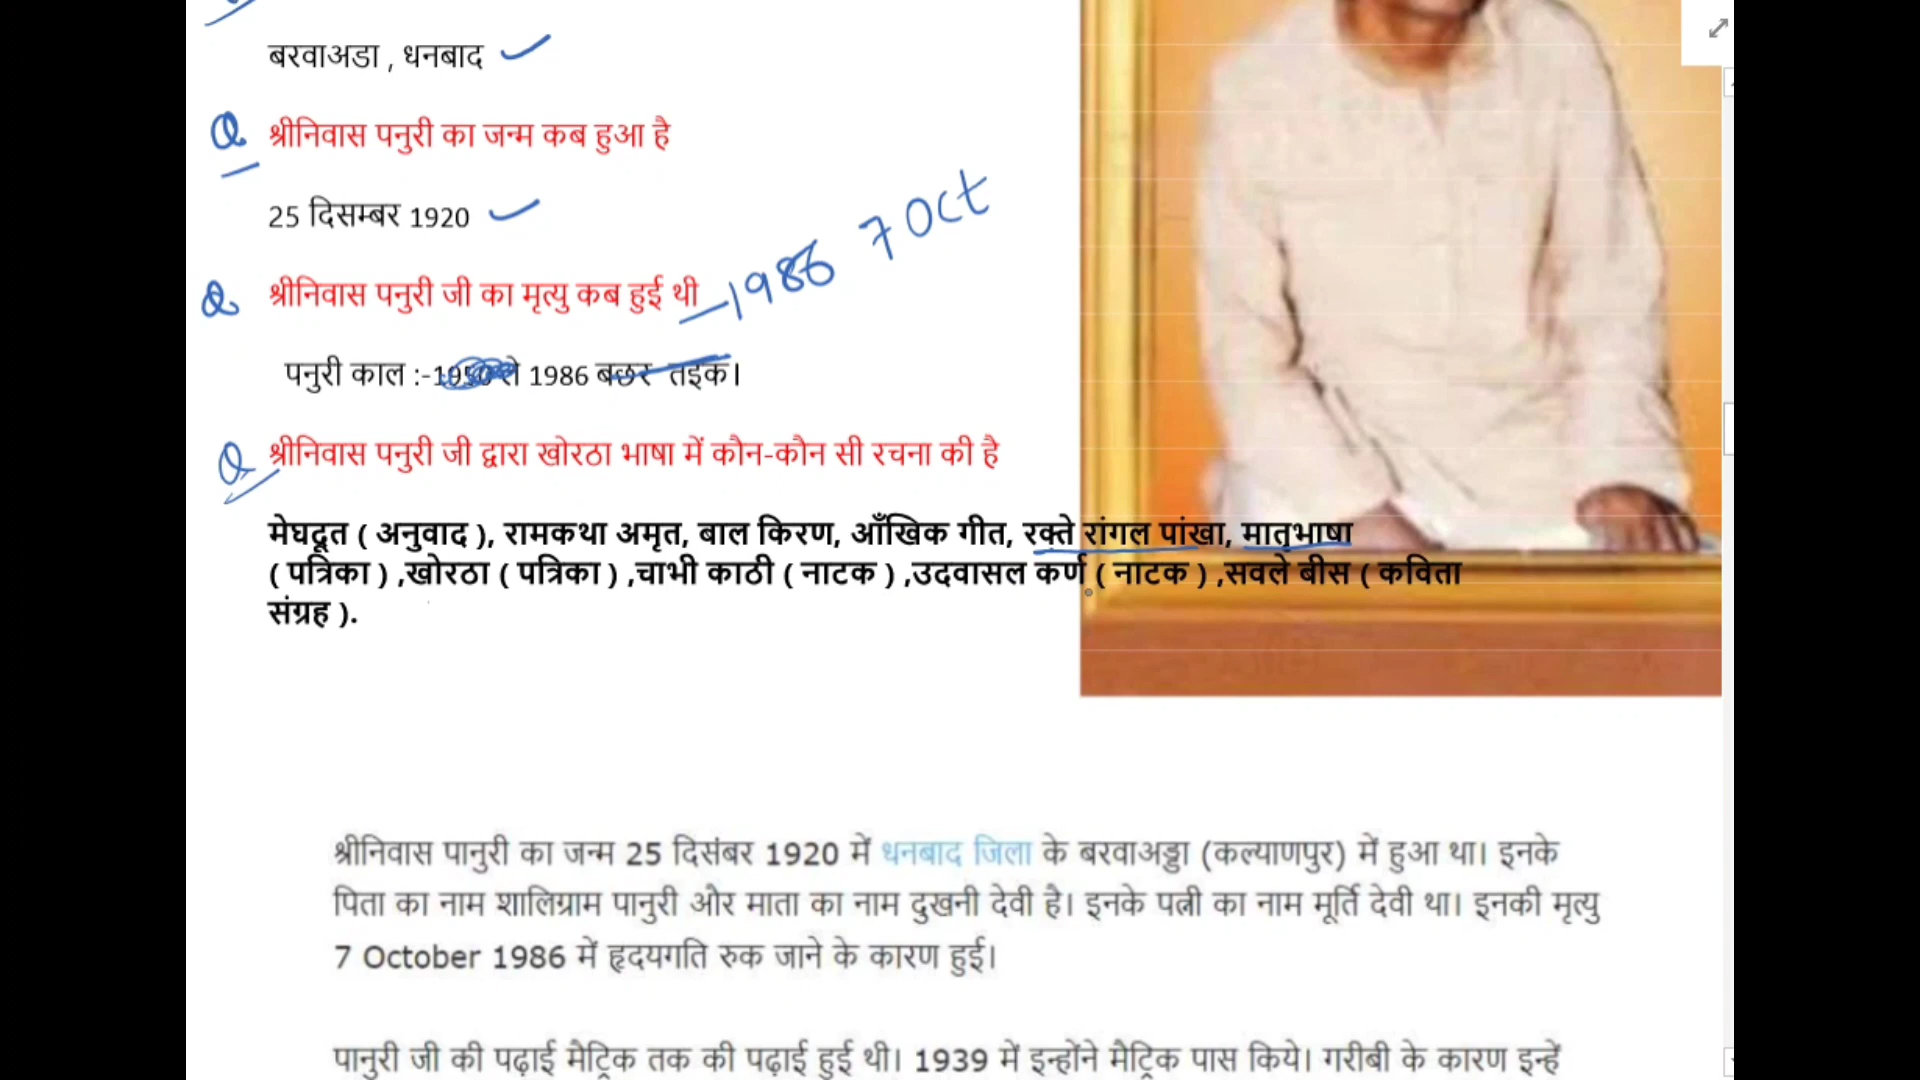 बरवाअडा , धनबाद
Q श्रीनिवास पनुरी का जन्म कब हुआ है
25 दिसम्बर 1920
Q श्रीनिवास पनुरी जी का मृत्यु कब हुई थी – 1986 7 Oct
पनुरी काल :-1950 से 1986 बछर तइक।
Q श्रीनिवास पनुरी जी द्वारा खोरठा भाषा में कौन-कौन सी रचना की है
मेघदूत ( अनुवाद ), रामकथा अमृत, बाल किरण, आँखिक गीत, रक्ते रांगल पांखा, मातृभाषा
( पत्रिका ) ,खोरठा ( पत्रिका ) ,चाभी काठी ( नाटक ) ,उदवासल कर्ण ( नाटक ) ,सवले बीस ( कविता
संग्रह ).
श्रीनिवास पानुरी का जन्म 25 दिसंबर 1920 में धनबाद जिला के बरवाअड्डा (कल्याणपुर) में हुआ था। इनके
पिता का नाम शालिग्राम पानुरी और माता का नाम दुखनी देवी है। इनके पत्नी का नाम मूर्ति देवी था। इनकी मृत्यु
7 October 1986 में हृदयगति रुक जाने के कारण हुई।
पानुरी जी की पढ़ाई मैट्रिक तक की पढ़ाई हुई थी। 1939 में इन्होंने मैट्रिक पास किये। गरीबी के कारण इन्हें